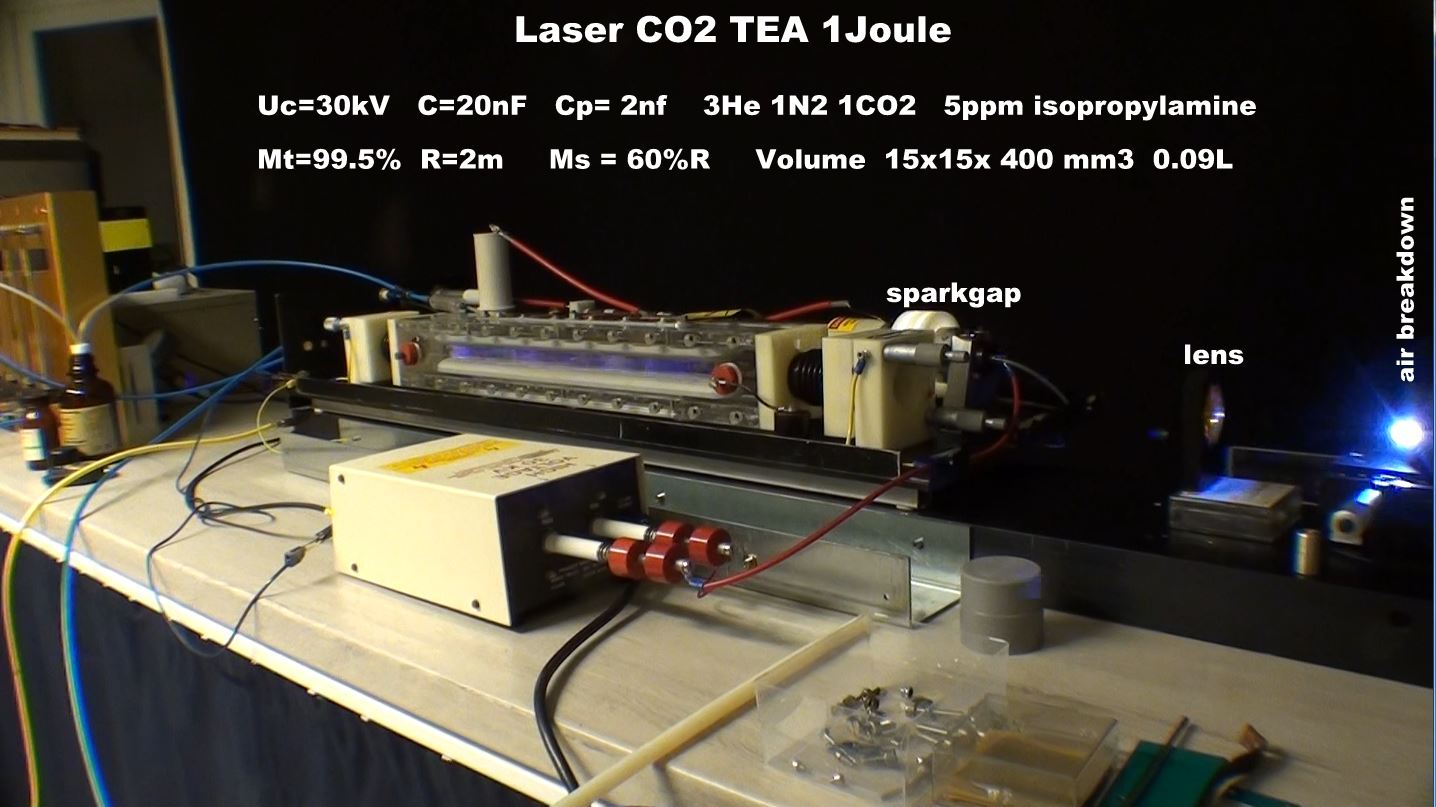 Laser CO2 TEA 1Joule
Uc=30kV C=20nF Cp= 2nf 3He 1N2 1CO2 5ppm isopropylamine
Mt=99.5% R=2m Ms = 60%R Volume 15x15x 400 mm3 0.09L
air breakdown
sparkgap
lens